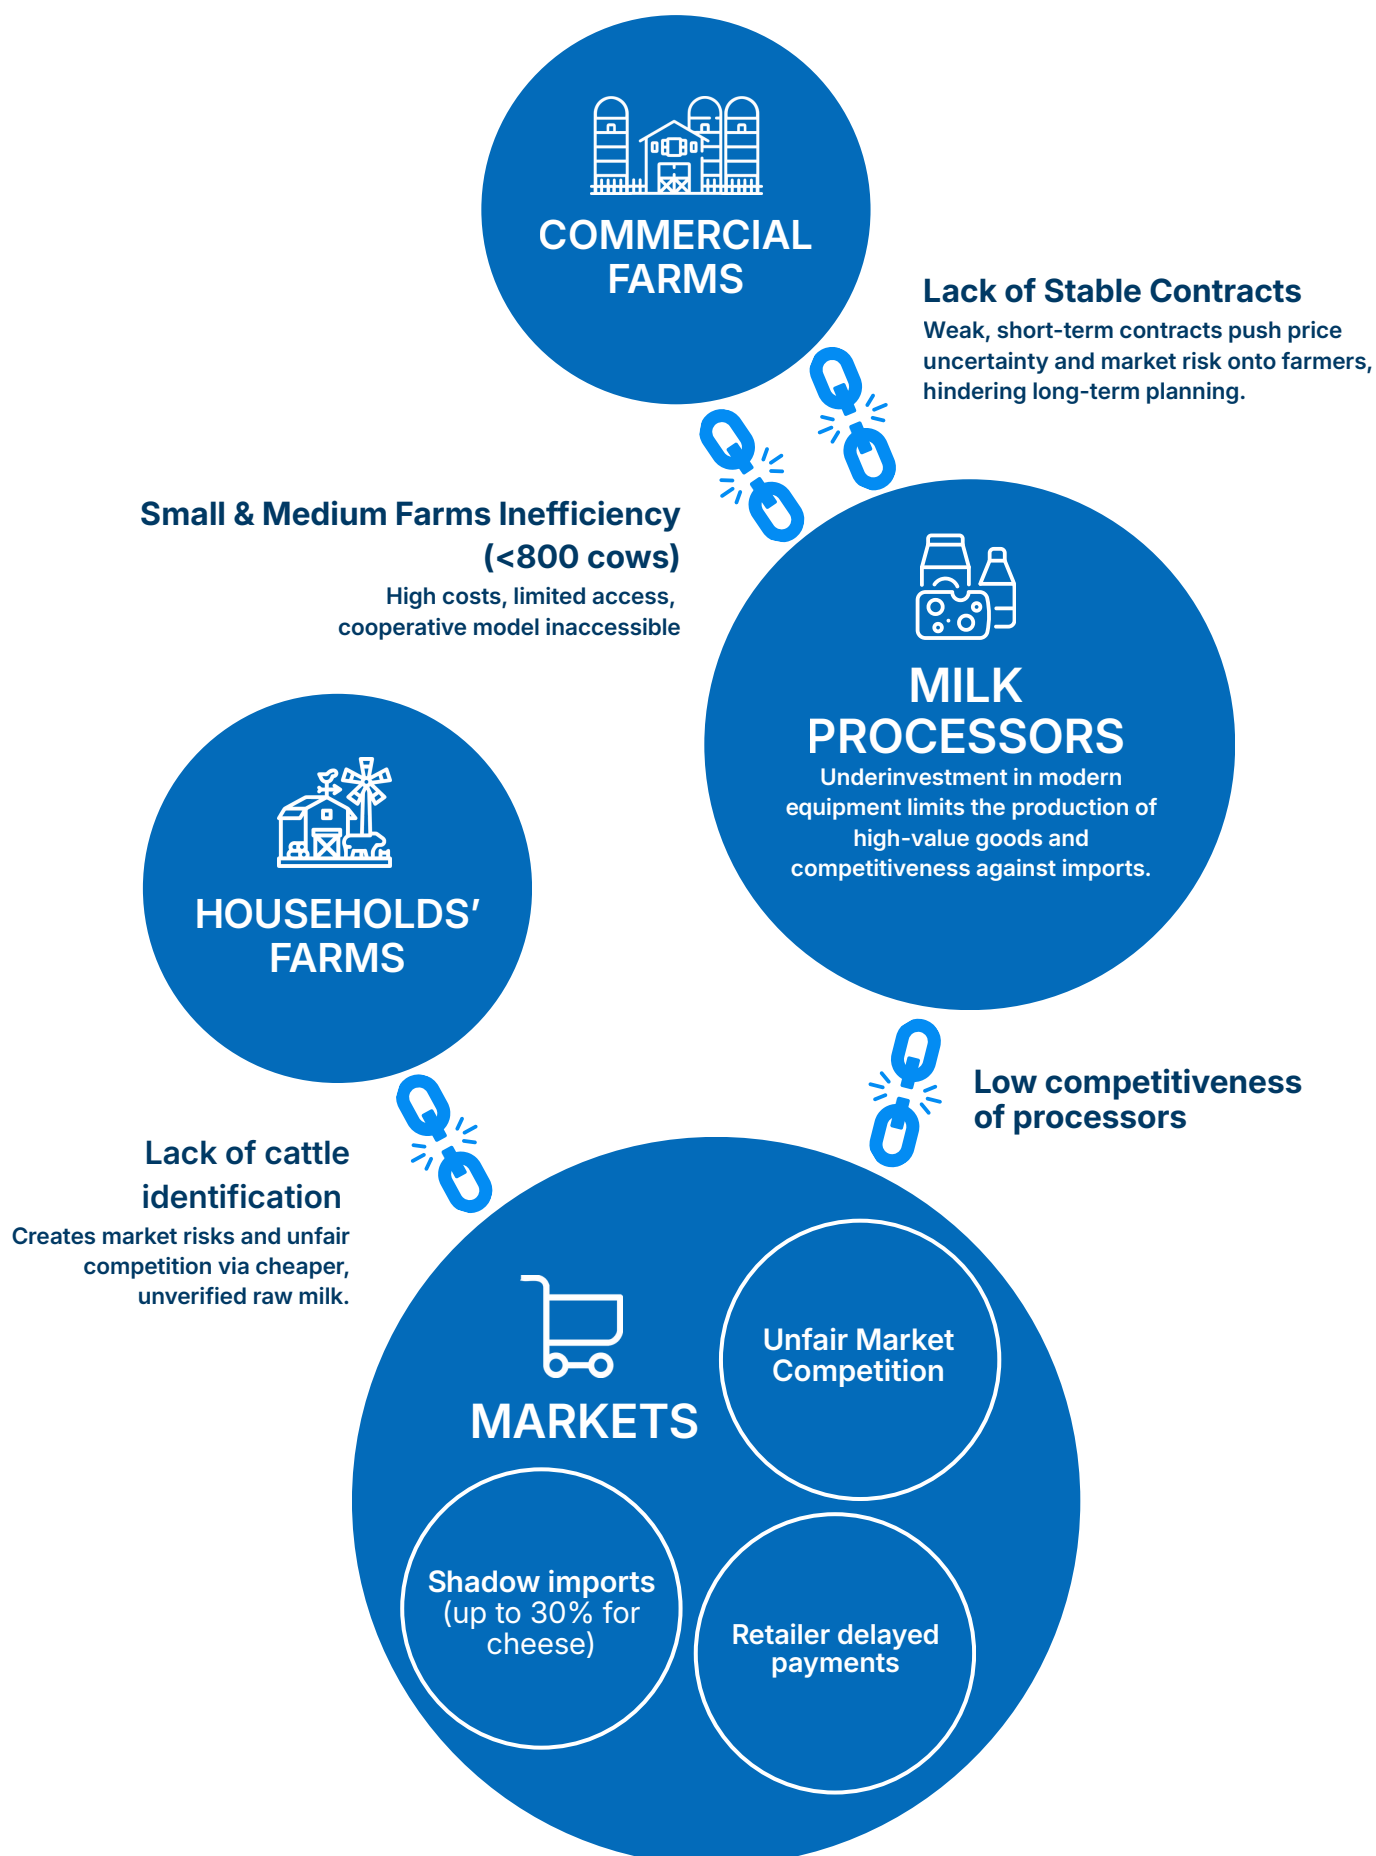 COMMERCIAL
FARMS
Lack of Stable Contracts
Weak, short-term contracts push price
uncertainty and market risk onto farmers,
hindering long-term planning.
Small & Medium Farms Inefficiency
(<800 cows)
High costs, limited access,
cooperative model inaccessible
MILK
PROCESSORS
Underinvestment in modern
equipment limits the production of
high-value goods and
competitiveness against imports.
HOUSEHOLDS’
FARMS
Low competitiveness
of processors
Lack of cattle
identification
Creates market risks and unfair
competition via cheaper,
unverified raw milk.
MARKETS
Unfair Market
Competition
Shadow imports
(up to 30% for
cheese)
Retailer delayed
payments